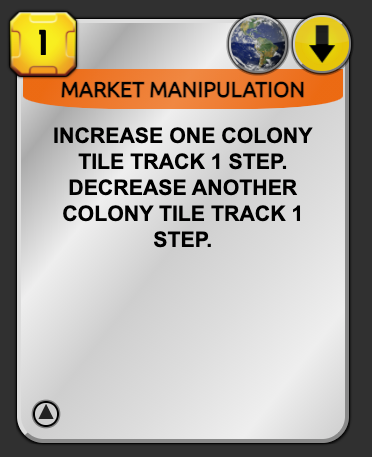 1
MARKET MANIPULATION
INCREASE ONE COLONY
TILE TRACK 1 STEP.
DECREASE ANOTHER
COLONY TILE TRACK 1
STEP.